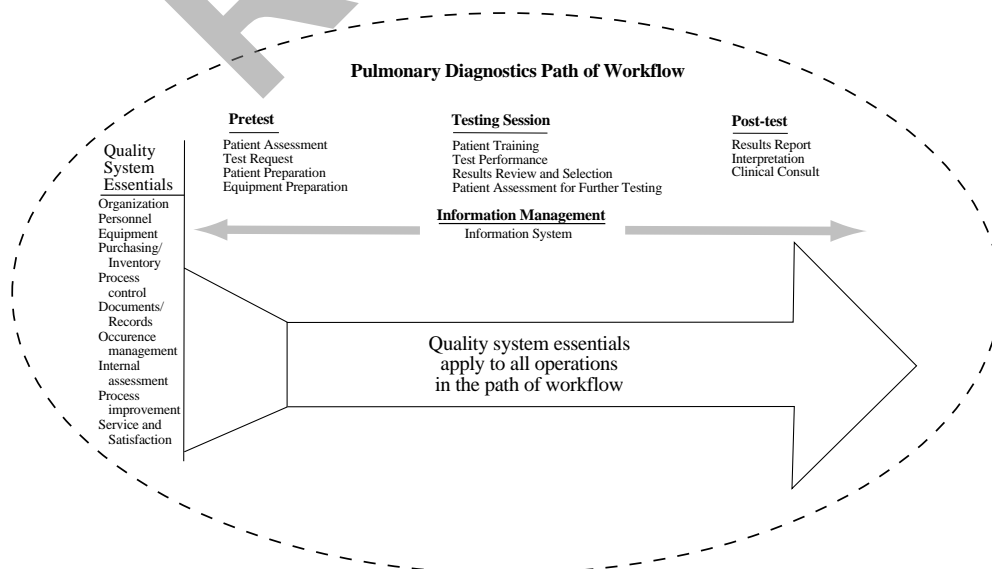 Pulmonary Diagnostics Path of Workflow
Pretest
Patient Assessment
Test Request
Patient Preparation
Equipment Preparation
Testing Session
Patient Training
Test Performance
Results Review and Selection
Patient Assessment for Further Testing
Post-test
Results Report
Interpretation
Clinical Consult
Quality
System
Essentials
Organization
Personnel
Equipment
Purchasing/
Inventory
Process
control
Documents/
Records
Occurence
management
Internal
assessment
Process
improvement
Service and
Satisfaction
Information Management
Information System
Quality system essentials
apply to all operations
in the path of workflow